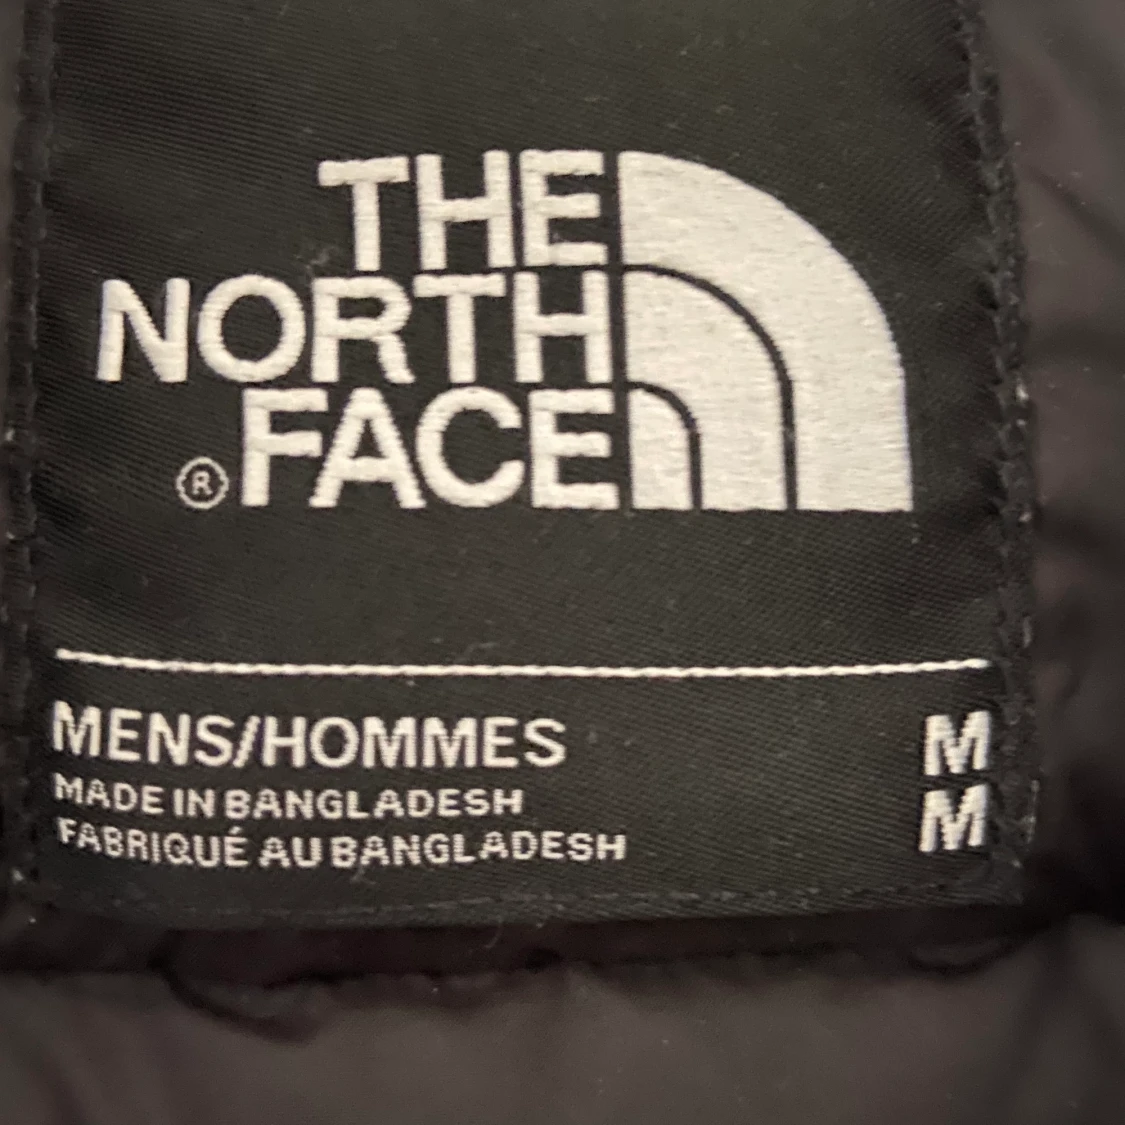 THE
NORTH
® FACE
MENS/HOMMES M
MADE IN BANGLADESH
FABRIQUÉ AU BANGLADESH M